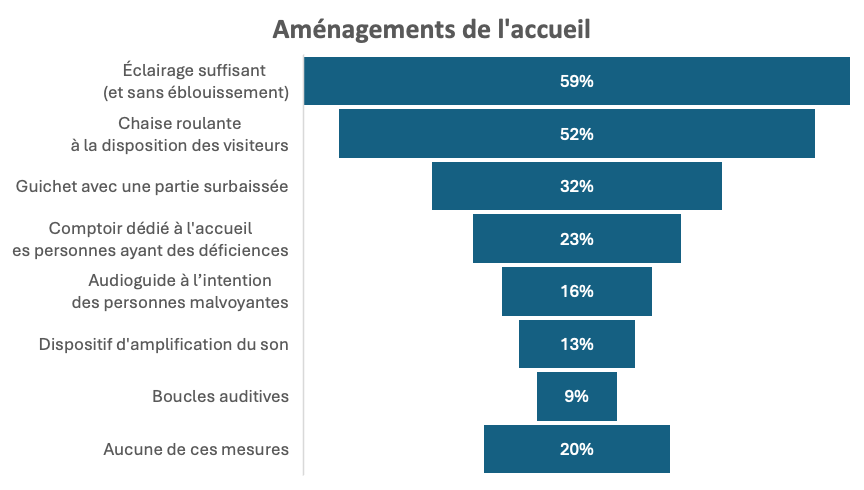 Aménagements de l'accueil
Éclairage suffisant
(et sans éblouissement)
59%
Chaise roulante
à la disposition des visiteurs
52%
Guichet avec une partie surbaissée
32%
Comptoir dédié à l'accueil
es personnes ayant des déficiences
23%
Audioguide à l’intention
des personnes malvoyantes
16%
Dispositif d'amplification du son
13%
Boucles auditives
9%
Aucune de ces mesures
20%